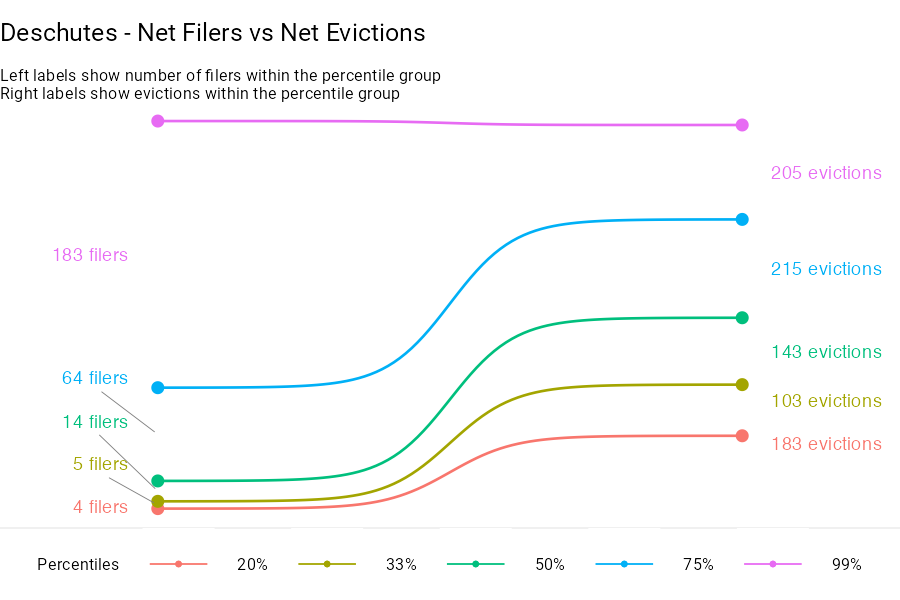 Deschutes - Net Filers vs Net Evictions
Left labels show number of filers within the percentile group
Right labels show evictions within the percentile group
205 evictions
183 filers
215 evictions
143 evictions
64 filers
103 evictions
14 filers
183 evictions
5 filers
4 filers
Percentiles 20% 33% 50% 75% 99%